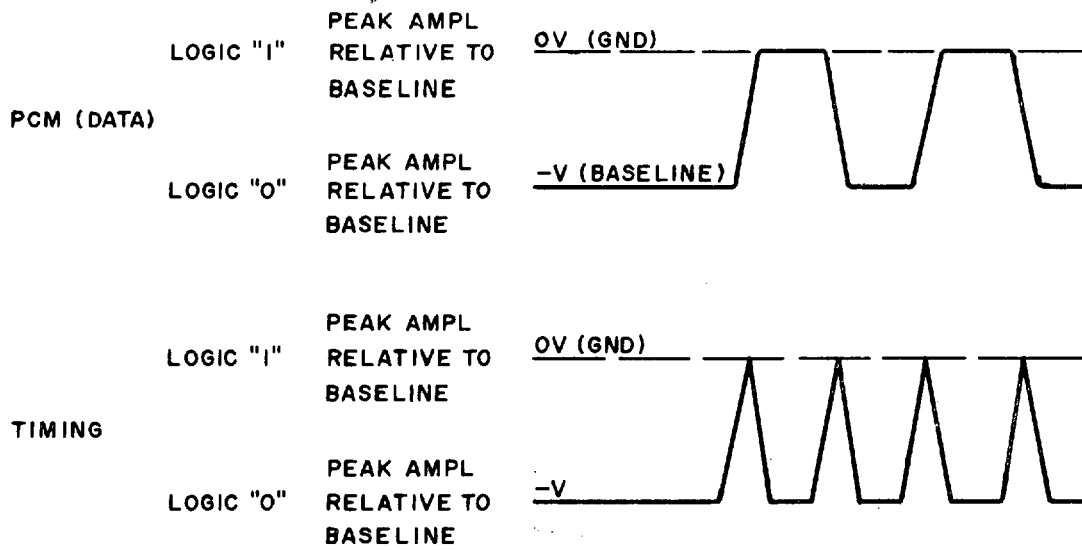 PEAK AMPL
LOGIC "1" RELATIVE TO 0V (GND)
BASELINE
PCM (DATA)
PEAK AMPL
LOGIC "0" RELATIVE TO -V (BASELINE)
BASELINE
PEAK AMPL
LOGIC "1" RELATIVE TO 0V (GND)
BASELINE
TIMING
PEAK AMPL
LOGIC "0" RELATIVE TO -V
BASELINE